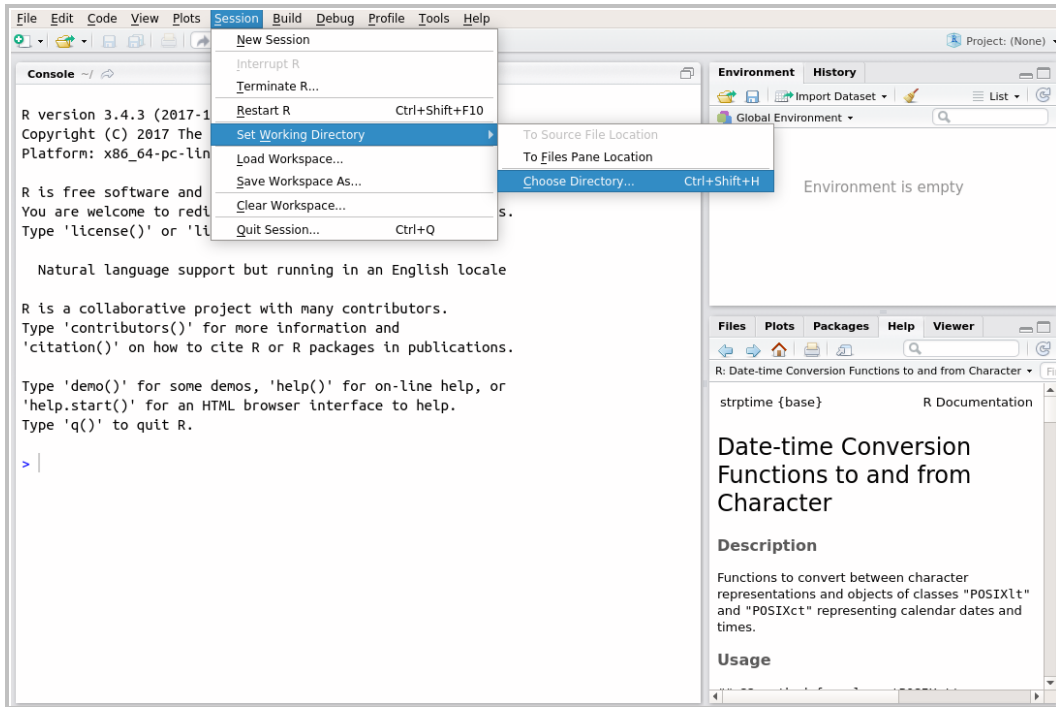 File Edit Code View Plots Session Build Debug Profile Tools Help
Project: (None)
New Session
Interrupt R
Terminate R...
Restart R Ctrl+Shift+F10
Set Working Directory
Load Workspace...
Save Workspace As...
Clear Workspace...
Quit Session... Ctrl+Q
To Source File Location
To Files Pane Location
Choose Directory... Ctrl+Shift+H
Console ~/
R version 3.4.3 (2017-1
Copyright (C) 2017 The
Platform: x86_64-pc-lin
R is free software and
You are welcome to redi s.
Type 'license()' or 'li
Natural language support but running in an English locale
R is a collaborative project with many contributors.
Type 'contributors()' for more information and
'citation()' on how to cite R or R packages in publications.
Type 'demo()' for some demos, 'help()' for on-line help, or
'help.start()' for an HTML browser interface to help.
Type 'q()' to quit R.
>
Environment History
Import Dataset List
Global Environment
Environment is empty
Files Plots Packages Help Viewer
R: Date-time Conversion Functions to and from Character Fi
strptime {base} R Documentation
Date-time Conversion
Functions to and from
Character
Description
Functions to convert between character
representations and objects of classes "POSIXlt"
and "POSIXct" representing calendar dates and
times.
Usage